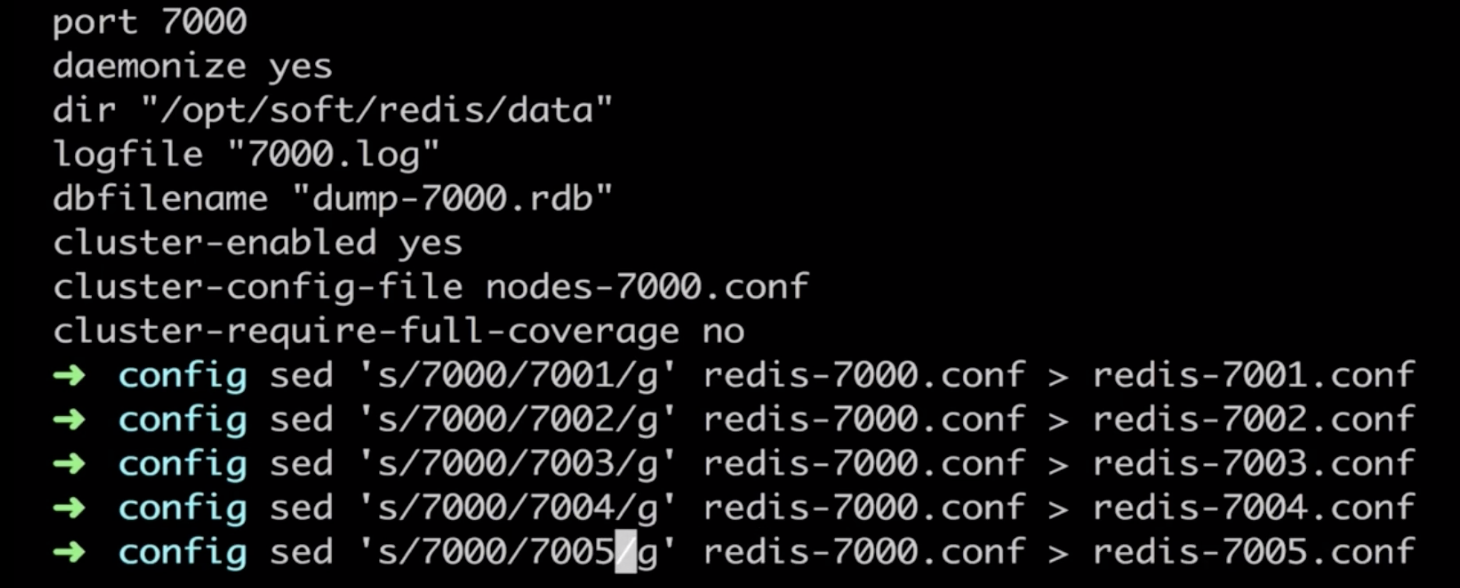 port 7000
daemonize yes
dir "/opt/soft/redis/data"
logfile "7000.log"
dbfilename "dump-7000.rdb"
cluster-enabled yes
cluster-config-file nodes-7000.conf
cluster-require-full-coverage no
➜ config sed 's/7000/7001/g' redis-7000.conf > redis-7001.conf
➜ config sed 's/7000/7002/g' redis-7000.conf > redis-7002.conf
➜ config sed 's/7000/7003/g' redis-7000.conf > redis-7003.conf
➜ config sed 's/7000/7004/g' redis-7000.conf > redis-7004.conf
➜ config sed 's/7000/7005/g' redis-7000.conf > redis-7005.conf